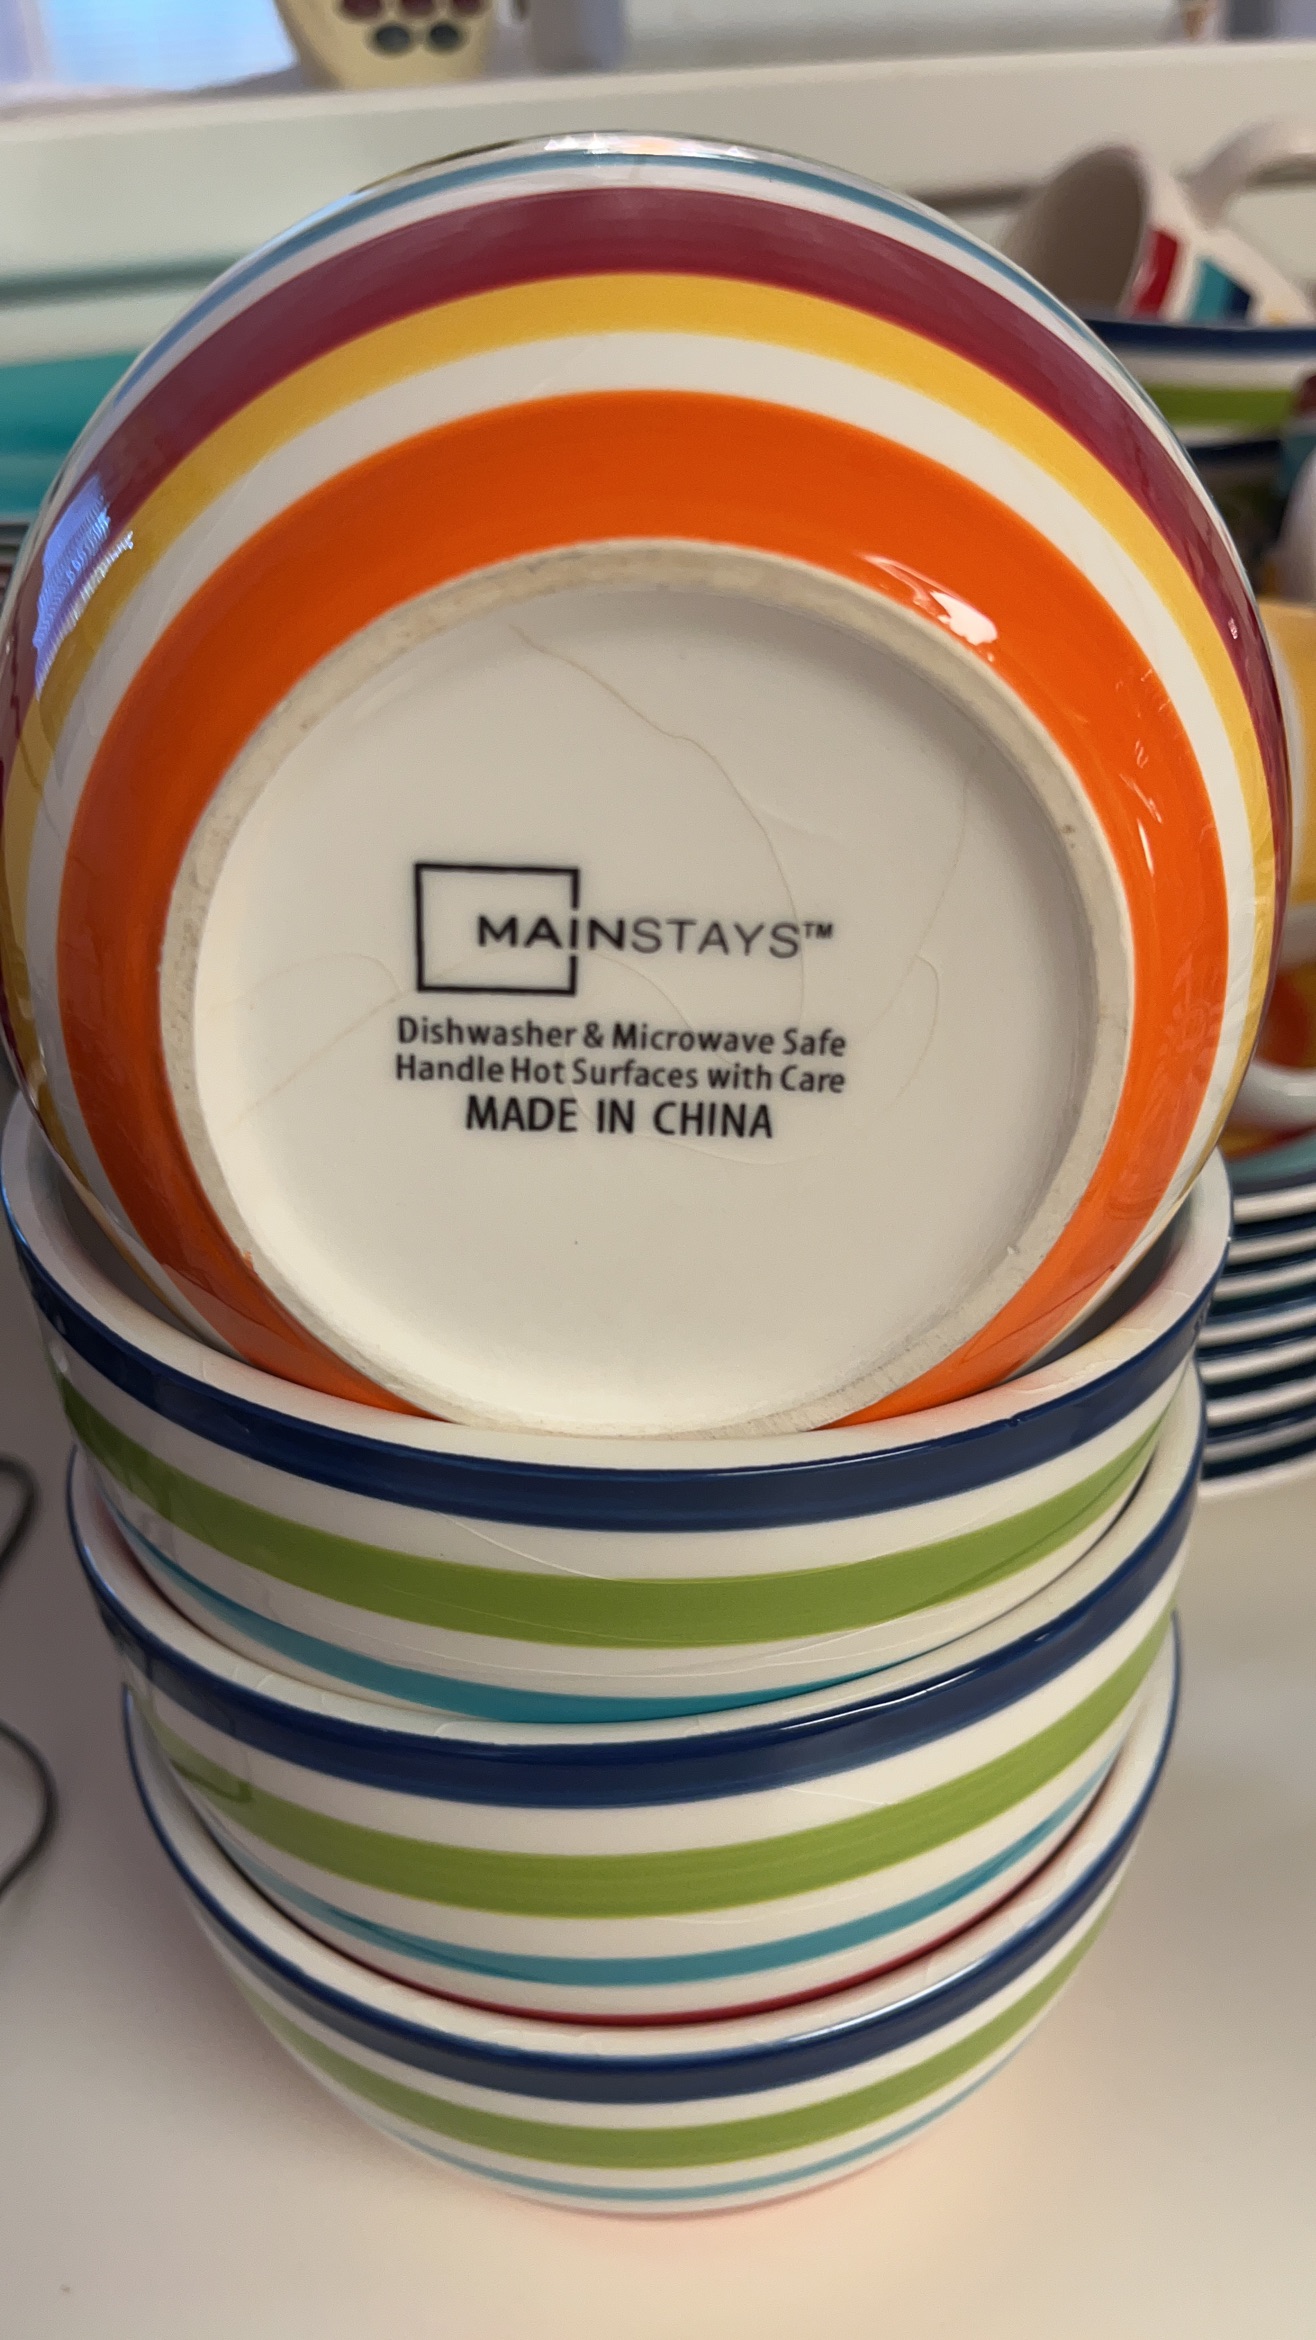 MAINSTAYS™
Dishwasher & Microwave Safe
Handle Hot Surfaces with Care
MADE IN CHINA